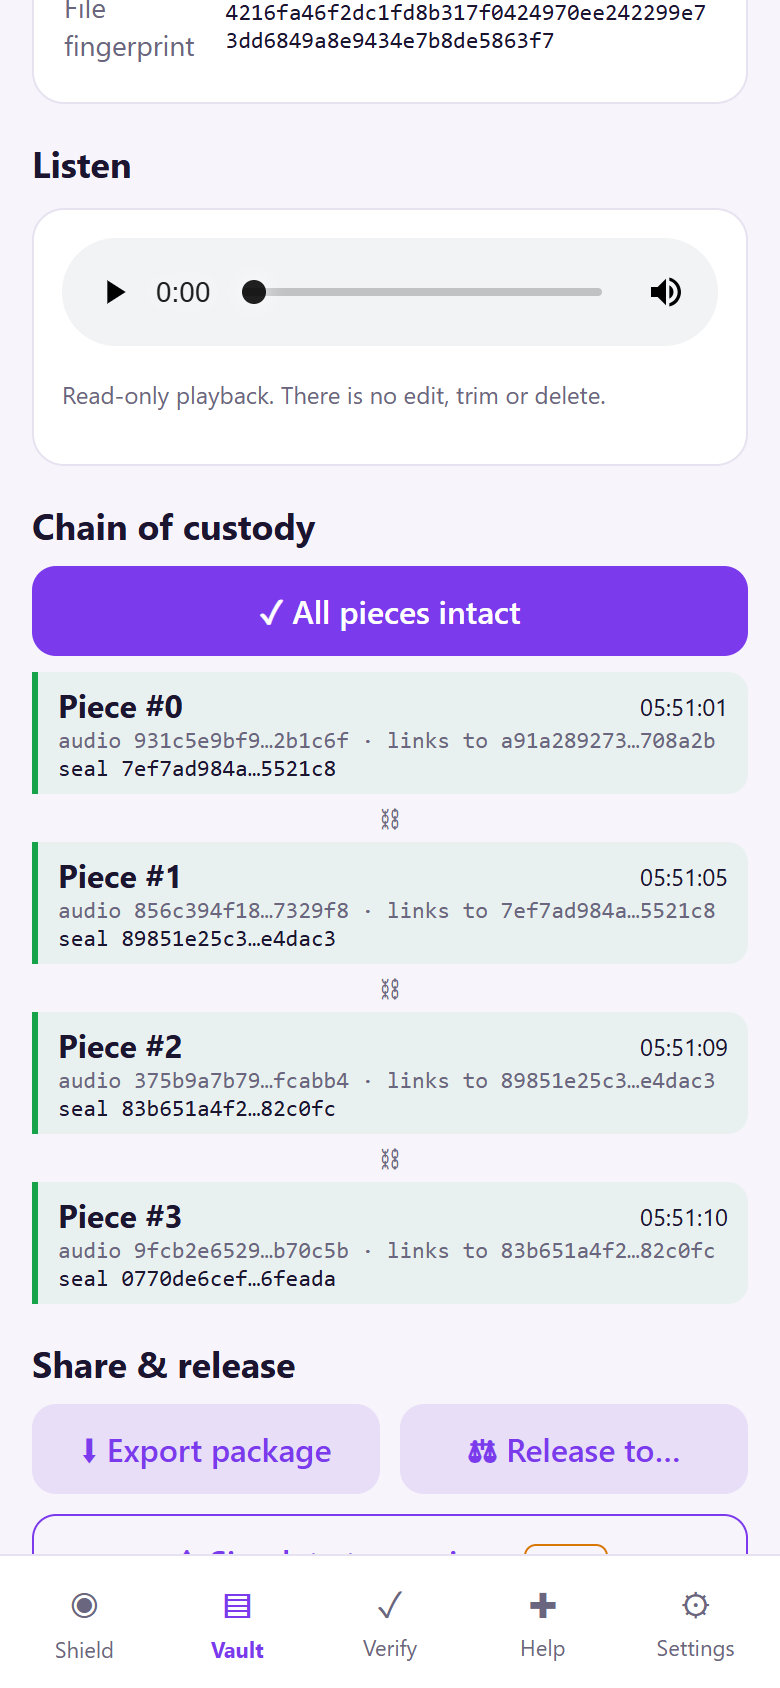 File
fingerprint
4216fa46f2dc1fd8b317f0424970ee242299e7
3dd6849a8e9434e7b8de5863f7
Listen
0:00
Read-only playback. There is no edit, trim or delete.
Chain of custody
✓ All pieces intact
Piece #0 05:51:01
audio 931c5e9bf9…2b1c6f · links to a91a289273…708a2b
seal 7ef7ad984a…5521c8
Piece #1 05:51:05
audio 856c394f18…7329f8 · links to 7ef7ad984a…5521c8
seal 89851e25c3…e4dac3
Piece #2 05:51:09
audio 375b9a7b79…fcabb4 · links to 89851e25c3…e4dac3
seal 83b651a4f2…82c0fc
Piece #3 05:51:10
audio 9fcb2e6529…b70c5b · links to 83b651a4f2…82c0fc
seal 0770de6cef…6feada
Share & release
⬇ Export package
⚖ Release to…
Shield
Vault
Verify
Help
Settings